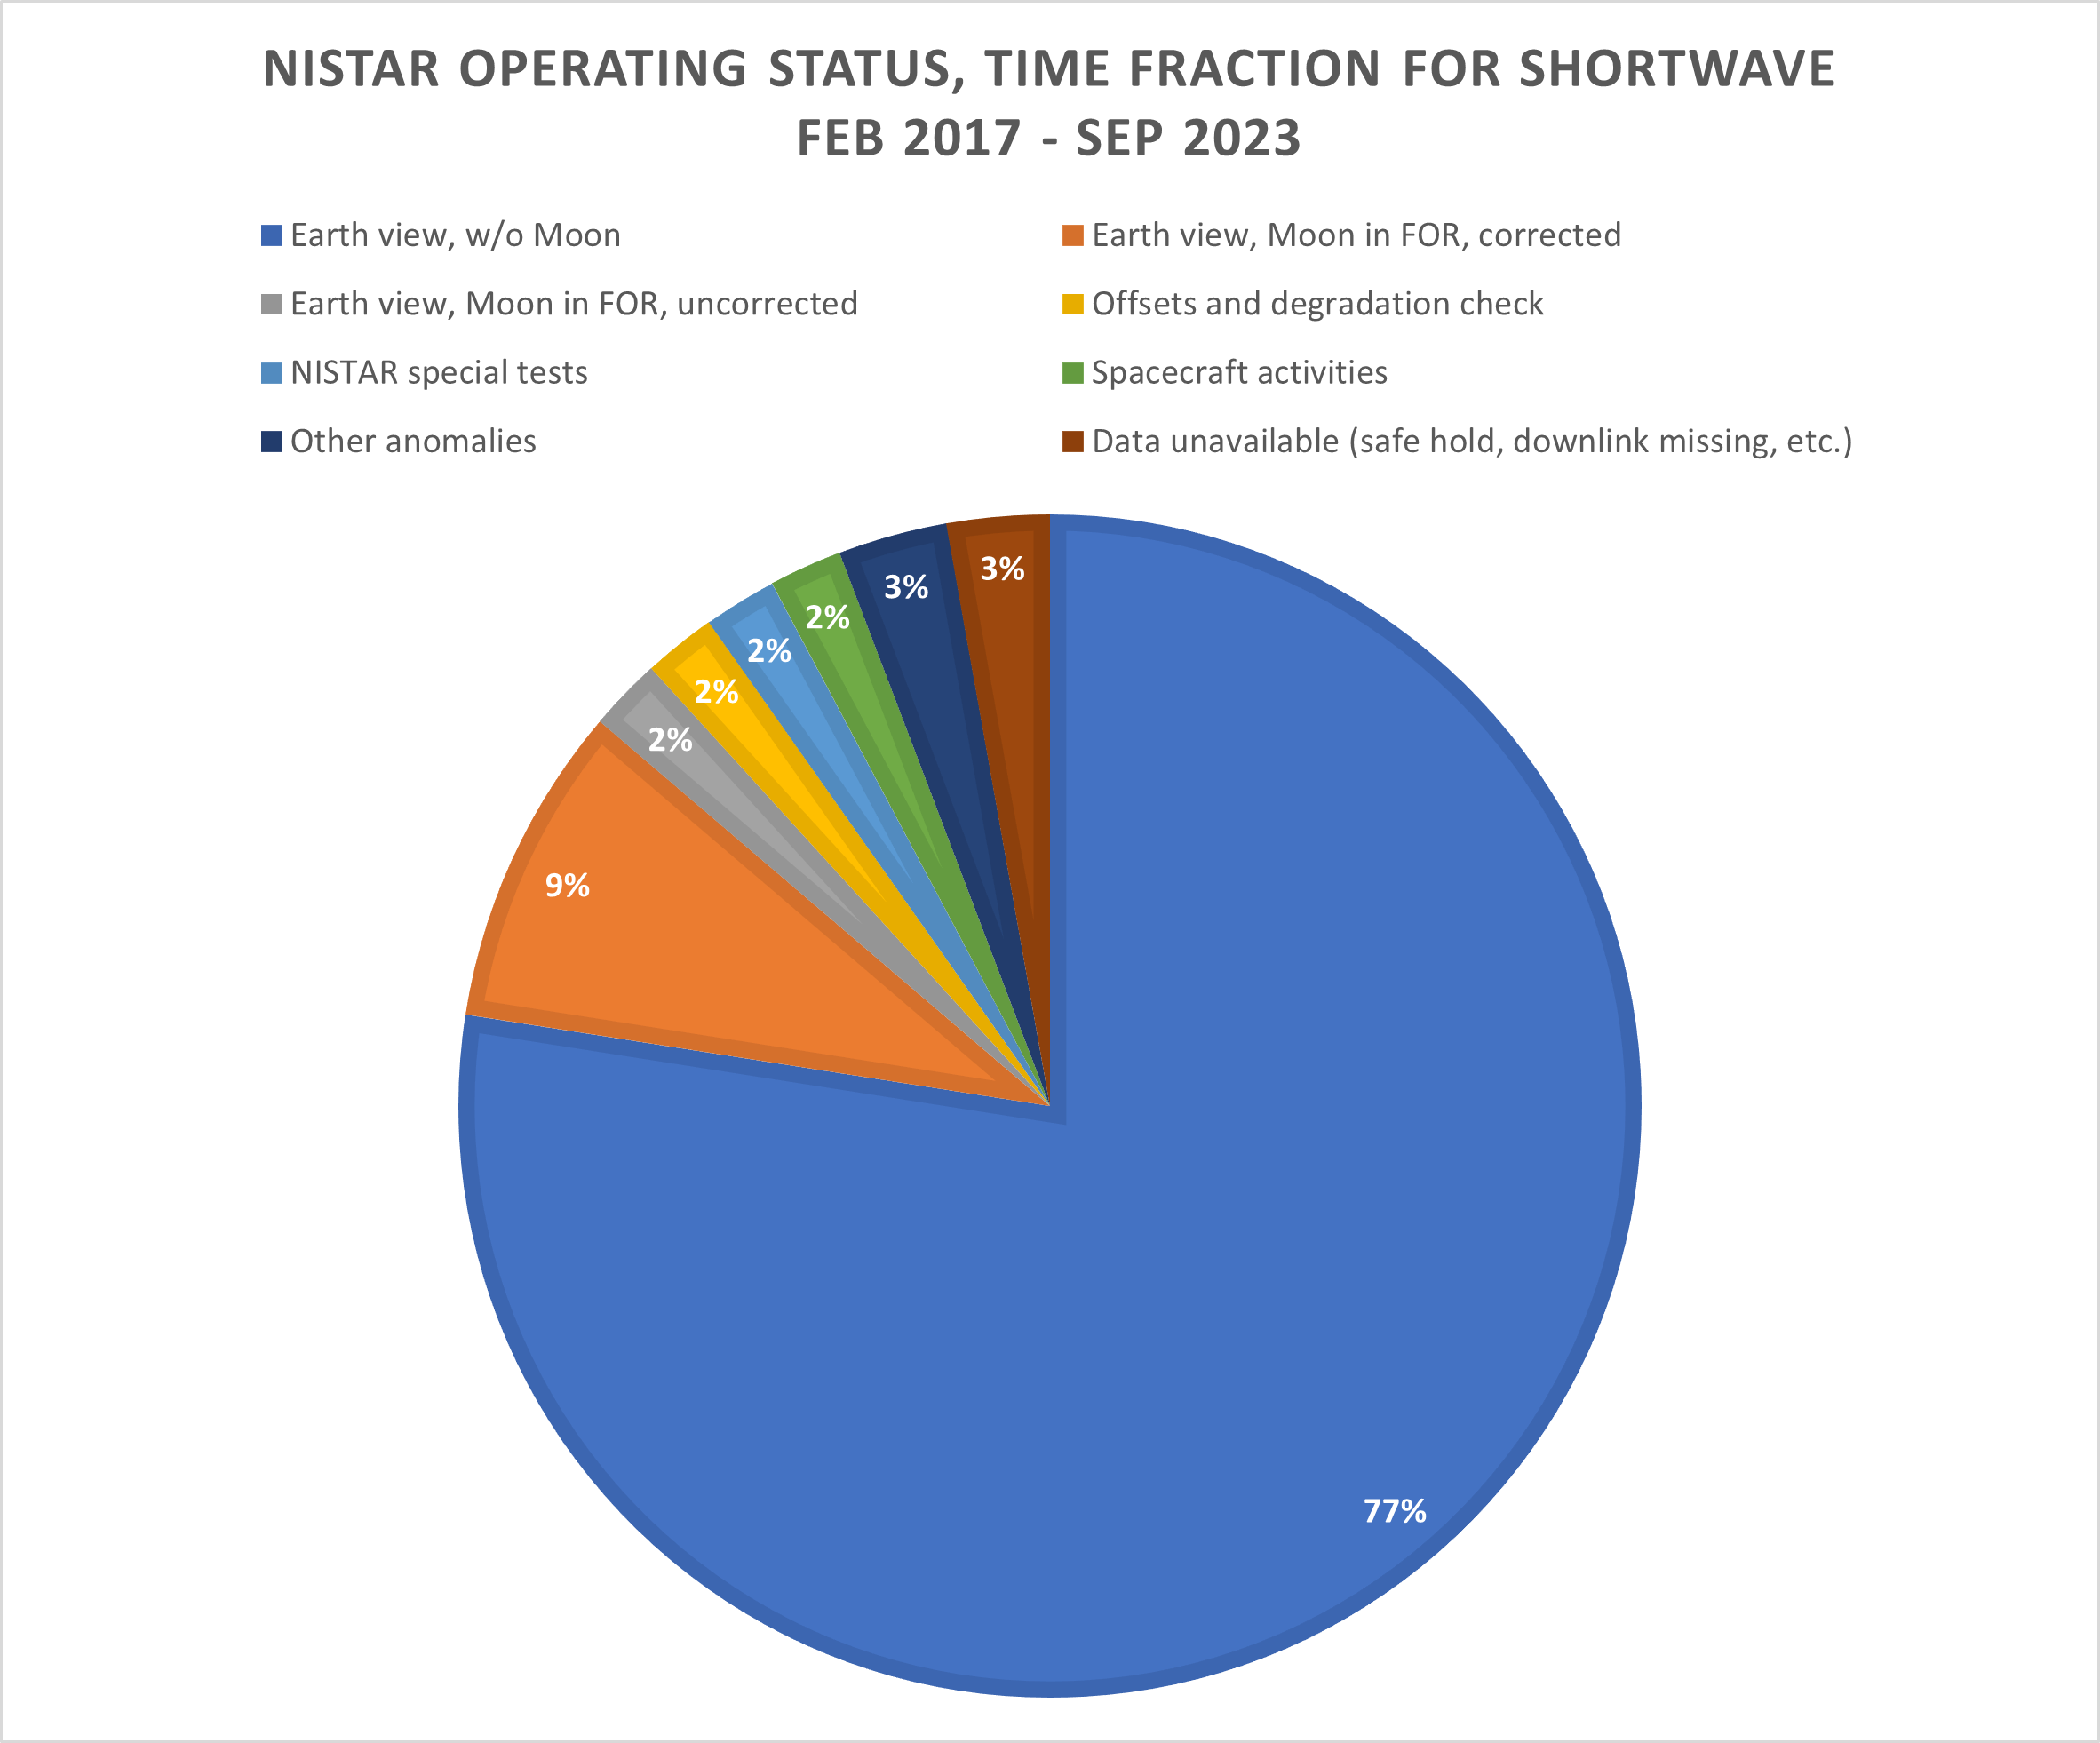 NISTAR OPERATING STATUS, TIME FRACTION FOR SHORTWAVE
FEB 2017 - SEP 2023
Earth view, w/o Moon
Earth view, Moon in FOR, corrected
Earth view, Moon in FOR, uncorrected
Offsets and degradation check
NISTAR special tests
Spacecraft activities
Other anomalies
Data unavailable (safe hold, downlink missing, etc.)
3%
3%
2%
2%
2%
2%
9%
77%